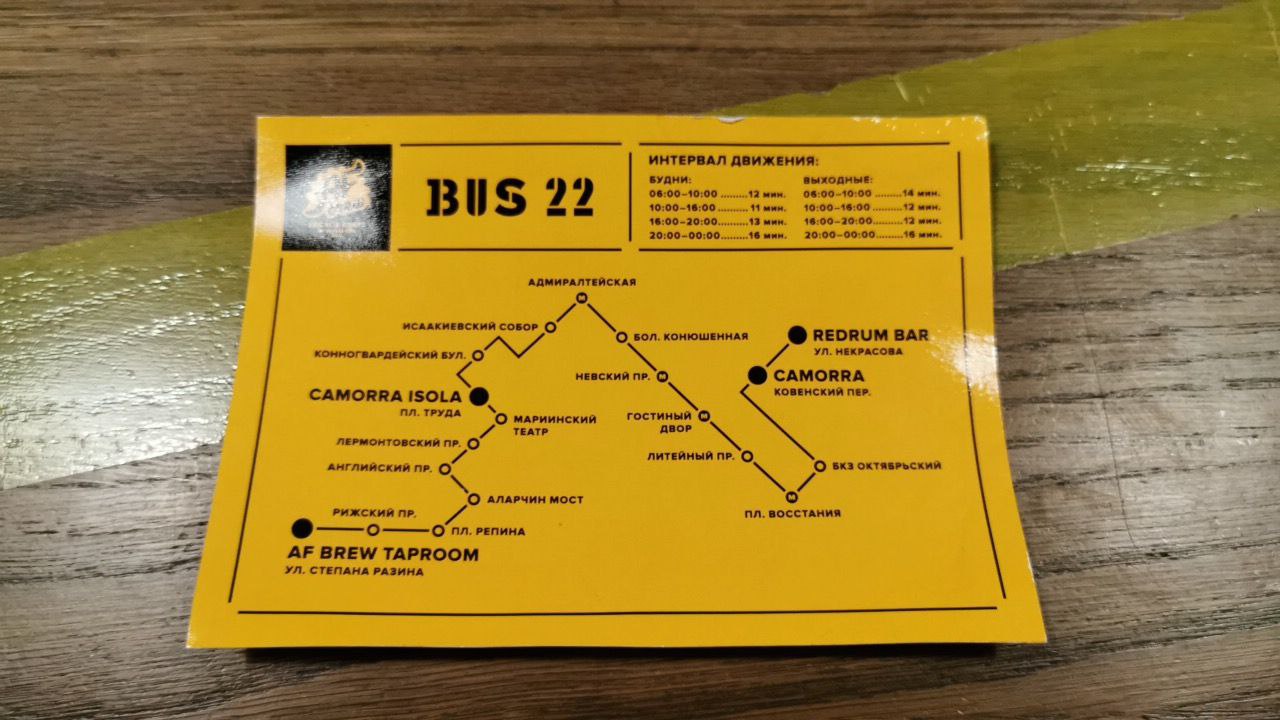 BUS 22
ИНТЕРВАЛ ДВИЖЕНИЯ:
БУДНИ:
06:00–10:00 ........12 мин.
10:00–16:00 ........11 мин.
16:00–20:00 ........13 мин.
20:00–00:00 ........16 мин.
ВЫХОДНЫЕ:
06:00–10:00 ........14 мин.
10:00–16:00 ........12 мин.
16:00–20:00 ........12 мин.
20:00–00:00 ........16 мин.
АДМИРАЛТЕЙСКАЯ
М
ИСААКИЕВСКИЙ СОБОР
БОЛ. КОНЮШЕННАЯ
REDRUM BAR
УЛ. НЕКРАСОВА
КОННОГВАРДЕЙСКИЙ БУЛ.
НЕВСКИЙ ПР.
М
CAMORRA
КОВЕНСКИЙ ПЕР.
CAMORRA ISOLA
ПЛ. ТРУДА
МАРИИНСКИЙ
ТЕАТР
ГОСТИНЫЙ
ДВОР
М
ЛЕРМОНТОВСКИЙ ПР.
ЛИТЕЙНЫЙ ПР.
АНГЛИЙСКИЙ ПР.
БКЗ ОКТЯБРЬСКИЙ
АЛАРЧИН МОСТ
М
ПЛ. ВОССТАНИЯ
РИЖСКИЙ ПР.
ПЛ. РЕПИНА
AF BREW TAPROOM
УЛ. СТЕПАНА РАЗИНА